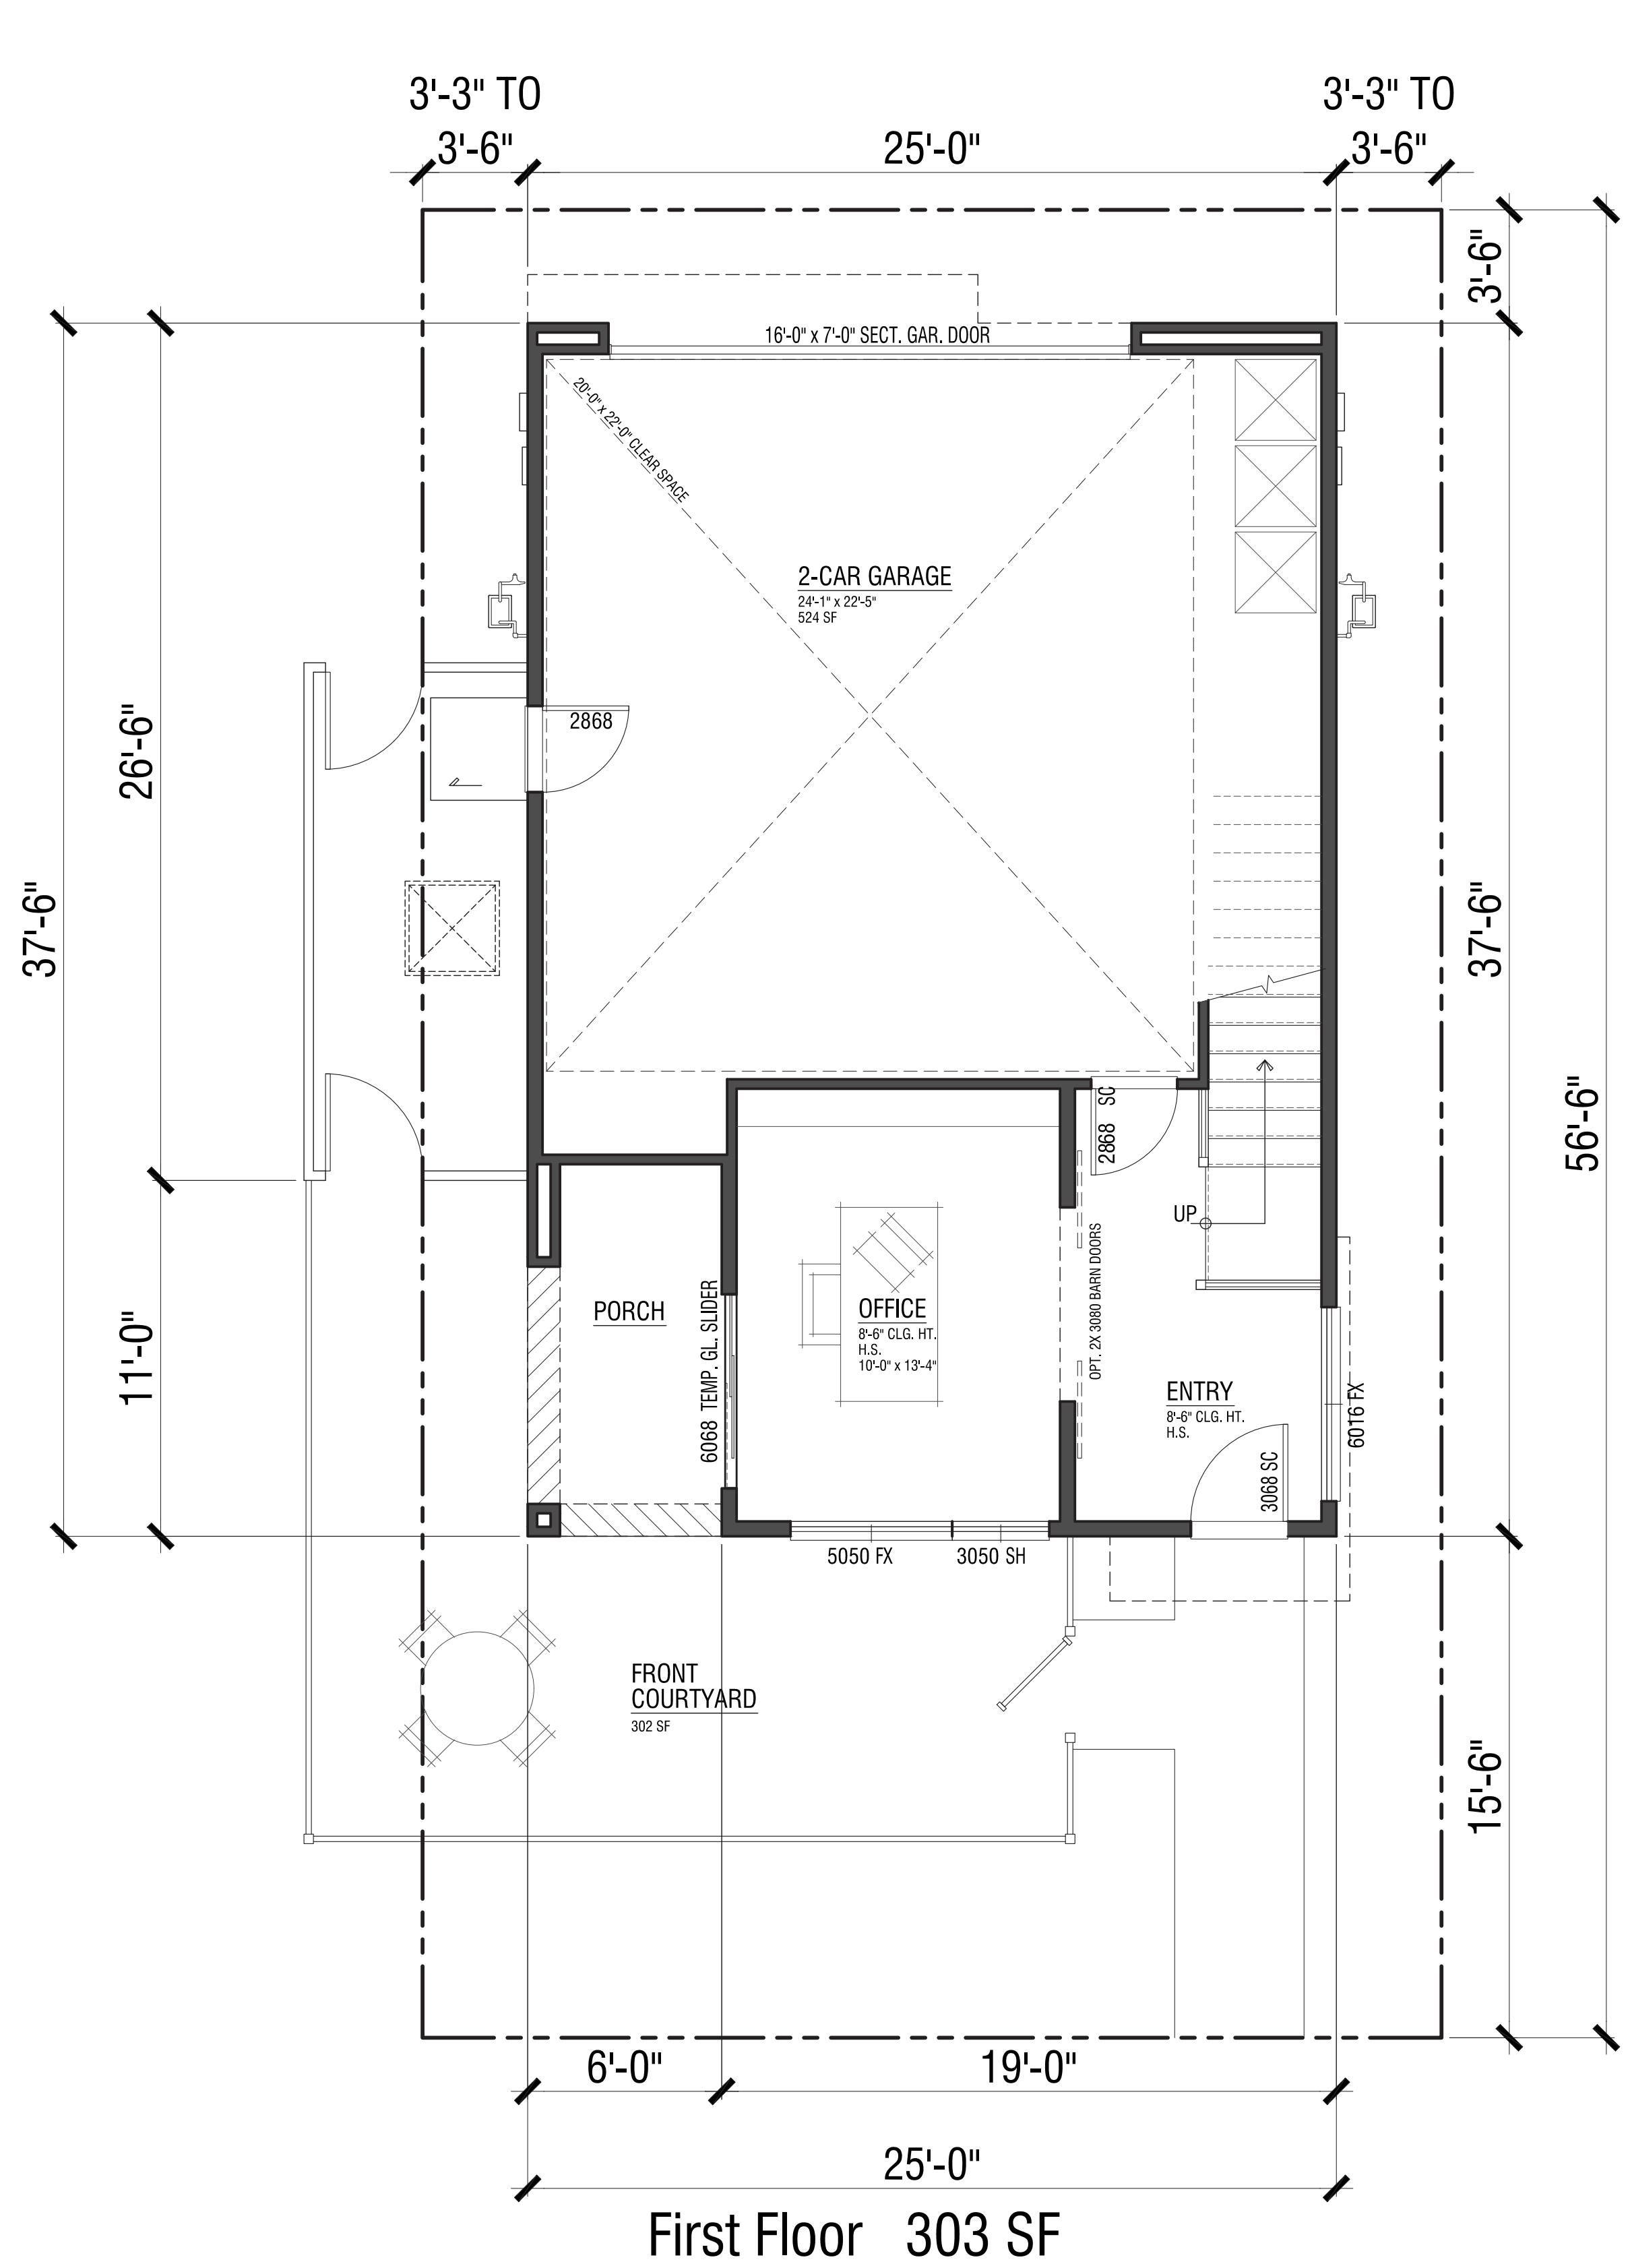 3'-3" TO
3'-6"
25'-0"
3'-3" TO
3'-6"
3'-6"
16'-0" x 7'-0" SECT. GAR. DOOR
20'-0" x 22'-0" CLEAR SPACE
2-CAR GARAGE
24'-1" x 22'-5"
524 SF
2868
26'-6"
37'-6"
37'-6"
56'-6"
2868 SC
UP
OPT. 2X 3080 BARN DOORS
PORCH
6068 TEMP. GL. SLIDER
OFFICE
8'-6" CLG. HT.
H.S.
10'-0" x 13'-4"
11'-0"
ENTRY
8'-6" CLG. HT.
H.S.
6016 FX
3068 SC
5050 FX
3050 SH
FRONT
COURTYARD
302 SF
15'-6"
6'-0"
19'-0"
25'-0"
First Floor 303 SF